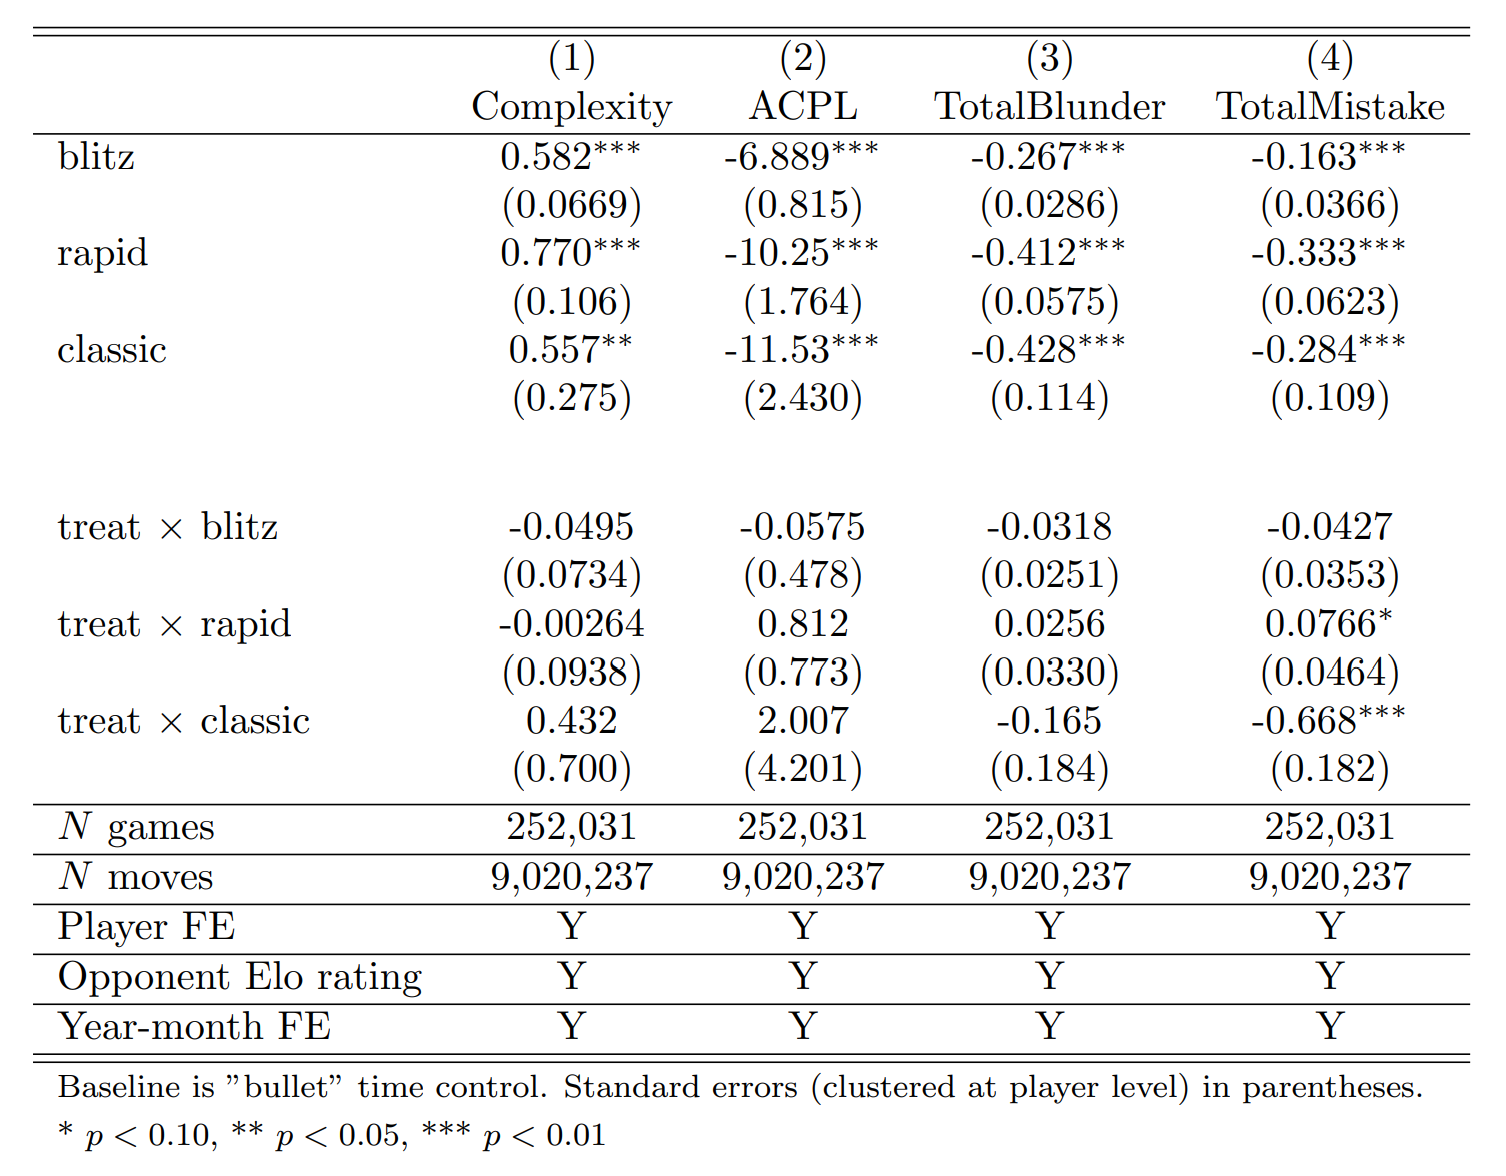 (1) (2) (3) (4)
Complexity ACPL TotalBlunder TotalMistake
blitz 0.582*** -6.889*** -0.267*** -0.163***
(0.0669) (0.815) (0.0286) (0.0366)
rapid 0.770*** -10.25*** -0.412*** -0.333***
(0.106) (1.764) (0.0575) (0.0623)
classic 0.557** -11.53*** -0.428*** -0.284***
(0.275) (2.430) (0.114) (0.109)
treat × blitz -0.0495 -0.0575 -0.0318 -0.0427
(0.0734) (0.478) (0.0251) (0.0353)
treat × rapid -0.00264 0.812 0.0256 0.0766*
(0.0938) (0.773) (0.0330) (0.0464)
treat × classic 0.432 2.007 -0.165 -0.668***
(0.700) (4.201) (0.184) (0.182)
N games 252,031 252,031 252,031 252,031
N moves 9,020,237 9,020,237 9,020,237 9,020,237
Player FE Y Y Y Y
Opponent Elo rating Y Y Y Y
Year-month FE Y Y Y Y
Baseline is ”bullet” time control. Standard errors (clustered at player level) in parentheses.
* p < 0.10, ** p < 0.05, *** p < 0.01